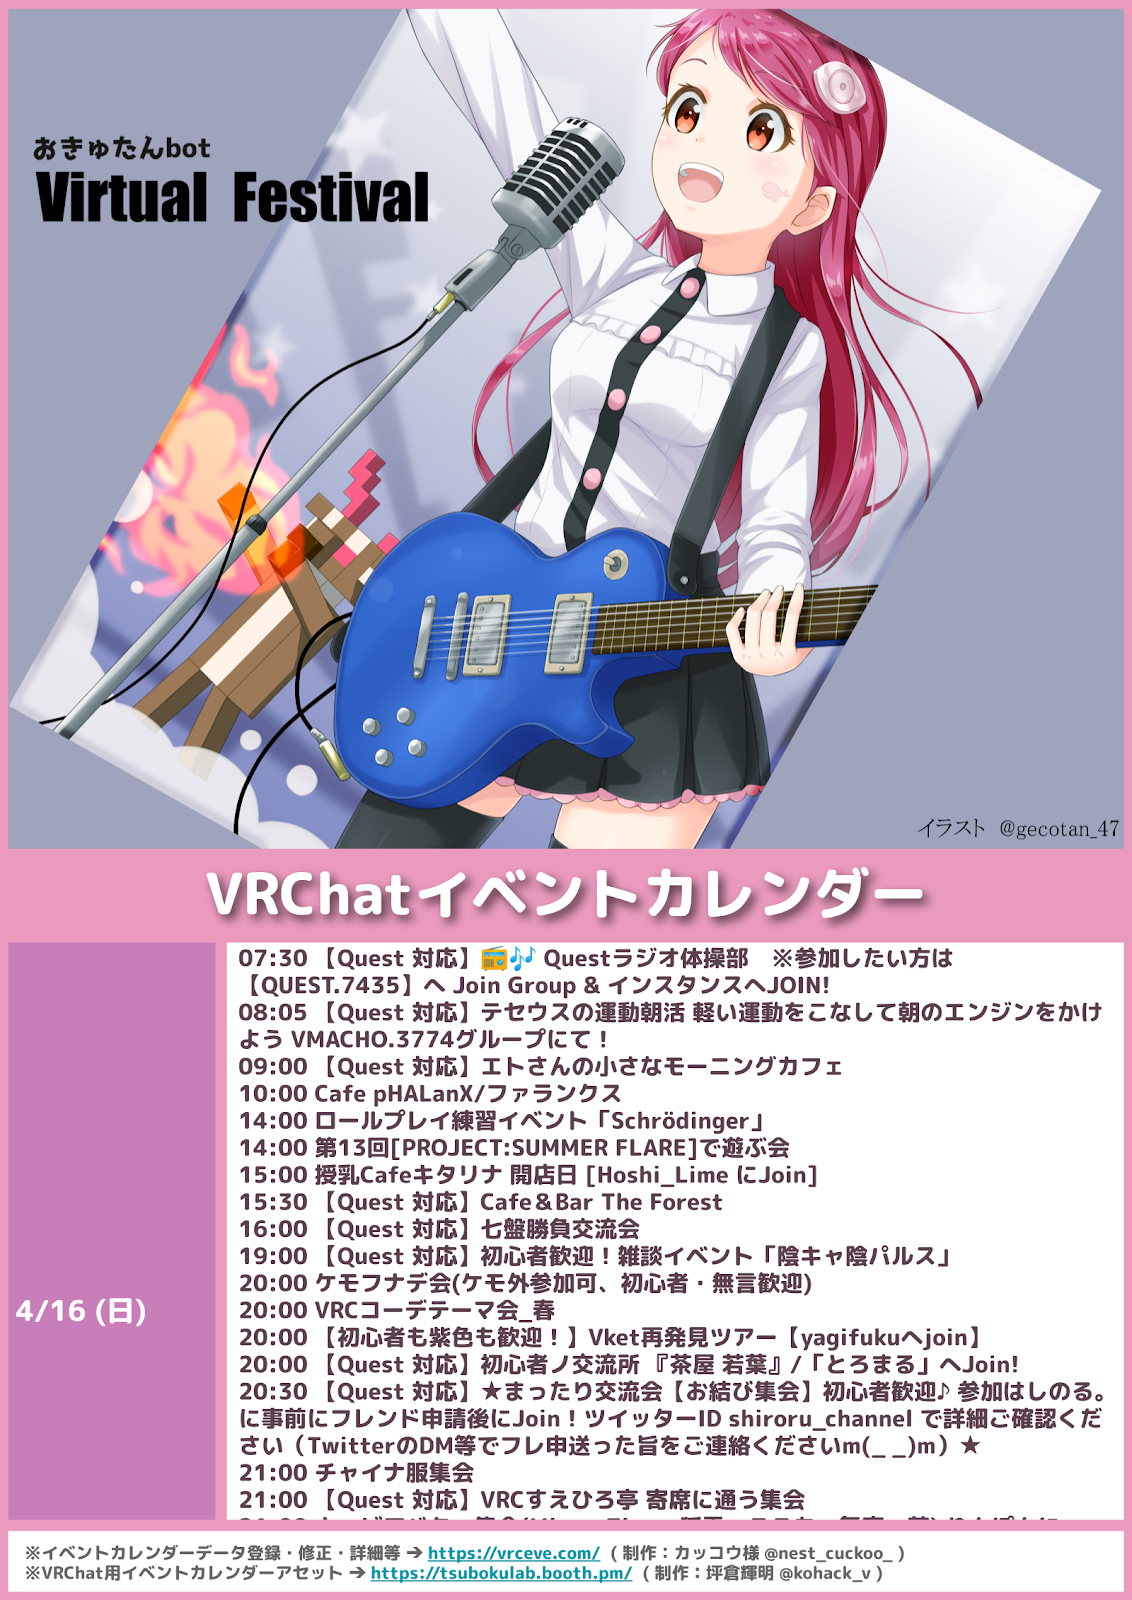 おきゅたんbot
Virtual Festival
イラスト @gecotan_47
VRChatイベントカレンダー
4/16 (日)
07:30 【Quest 対応】📻🎶 Questラジオ体操部　※参加したい方は
【QUEST.7435】へ Join Group & インスタンスへJOIN!
08:05 【Quest 対応】テセウスの運動朝活 軽い運動をこなして朝のエンジンをかけ
よう VMACHO.3774グループにて！
09:00 【Quest 対応】エトさんの小さなモーニングカフェ
10:00 Cafe pHALanX/ファランクス
14:00 ロールプレイ練習イベント「Schrödinger」
14:00 第13回[PROJECT:SUMMER FLARE]で遊ぶ会
15:00 授乳Cafeキタリナ 開店日 [Hoshi_Lime にJoin]
15:30 【Quest 対応】Cafe＆Bar The Forest
16:00 【Quest 対応】七盤勝負交流会
19:00 【Quest 対応】初心者歓迎！雑談イベント「陰キャ陰パルス」
20:00 ケモフナデ会(ケモ外参加可、初心者・無言歓迎)
20:00 VRCコーデテーマ会_春
20:00 【初心者も紫色も歓迎！】Vket再発見ツアー【yagifukuへjoin】
20:00 【Quest 対応】初心者ノ交流所 『茶屋 若葉』/「とろまる」へJoin!
20:30 【Quest 対応】★まったり交流会【お結び集会】初心者歓迎♪ 参加はしのる。
に事前にフレンド申請後にJoin！ツイッターID shiroru_channel で詳細ご確認くだ
さい（TwitterのDM等でフレ申送った旨をご連絡くださいm(_ _)m）★
21:00 チャイナ服集会
21:00 【Quest 対応】VRCすえひろ亭 寄席に通う集会
※イベントカレンダーデータ登録・修正・詳細等 ➔ https://vrceve.com/ ( 制作：カッコウ様 @nest_cuckoo_ )
※VRChat用イベントカレンダーアセット ➔ https://tsubokulab.booth.pm/ ( 制作：坪倉輝明 @kohack_v )